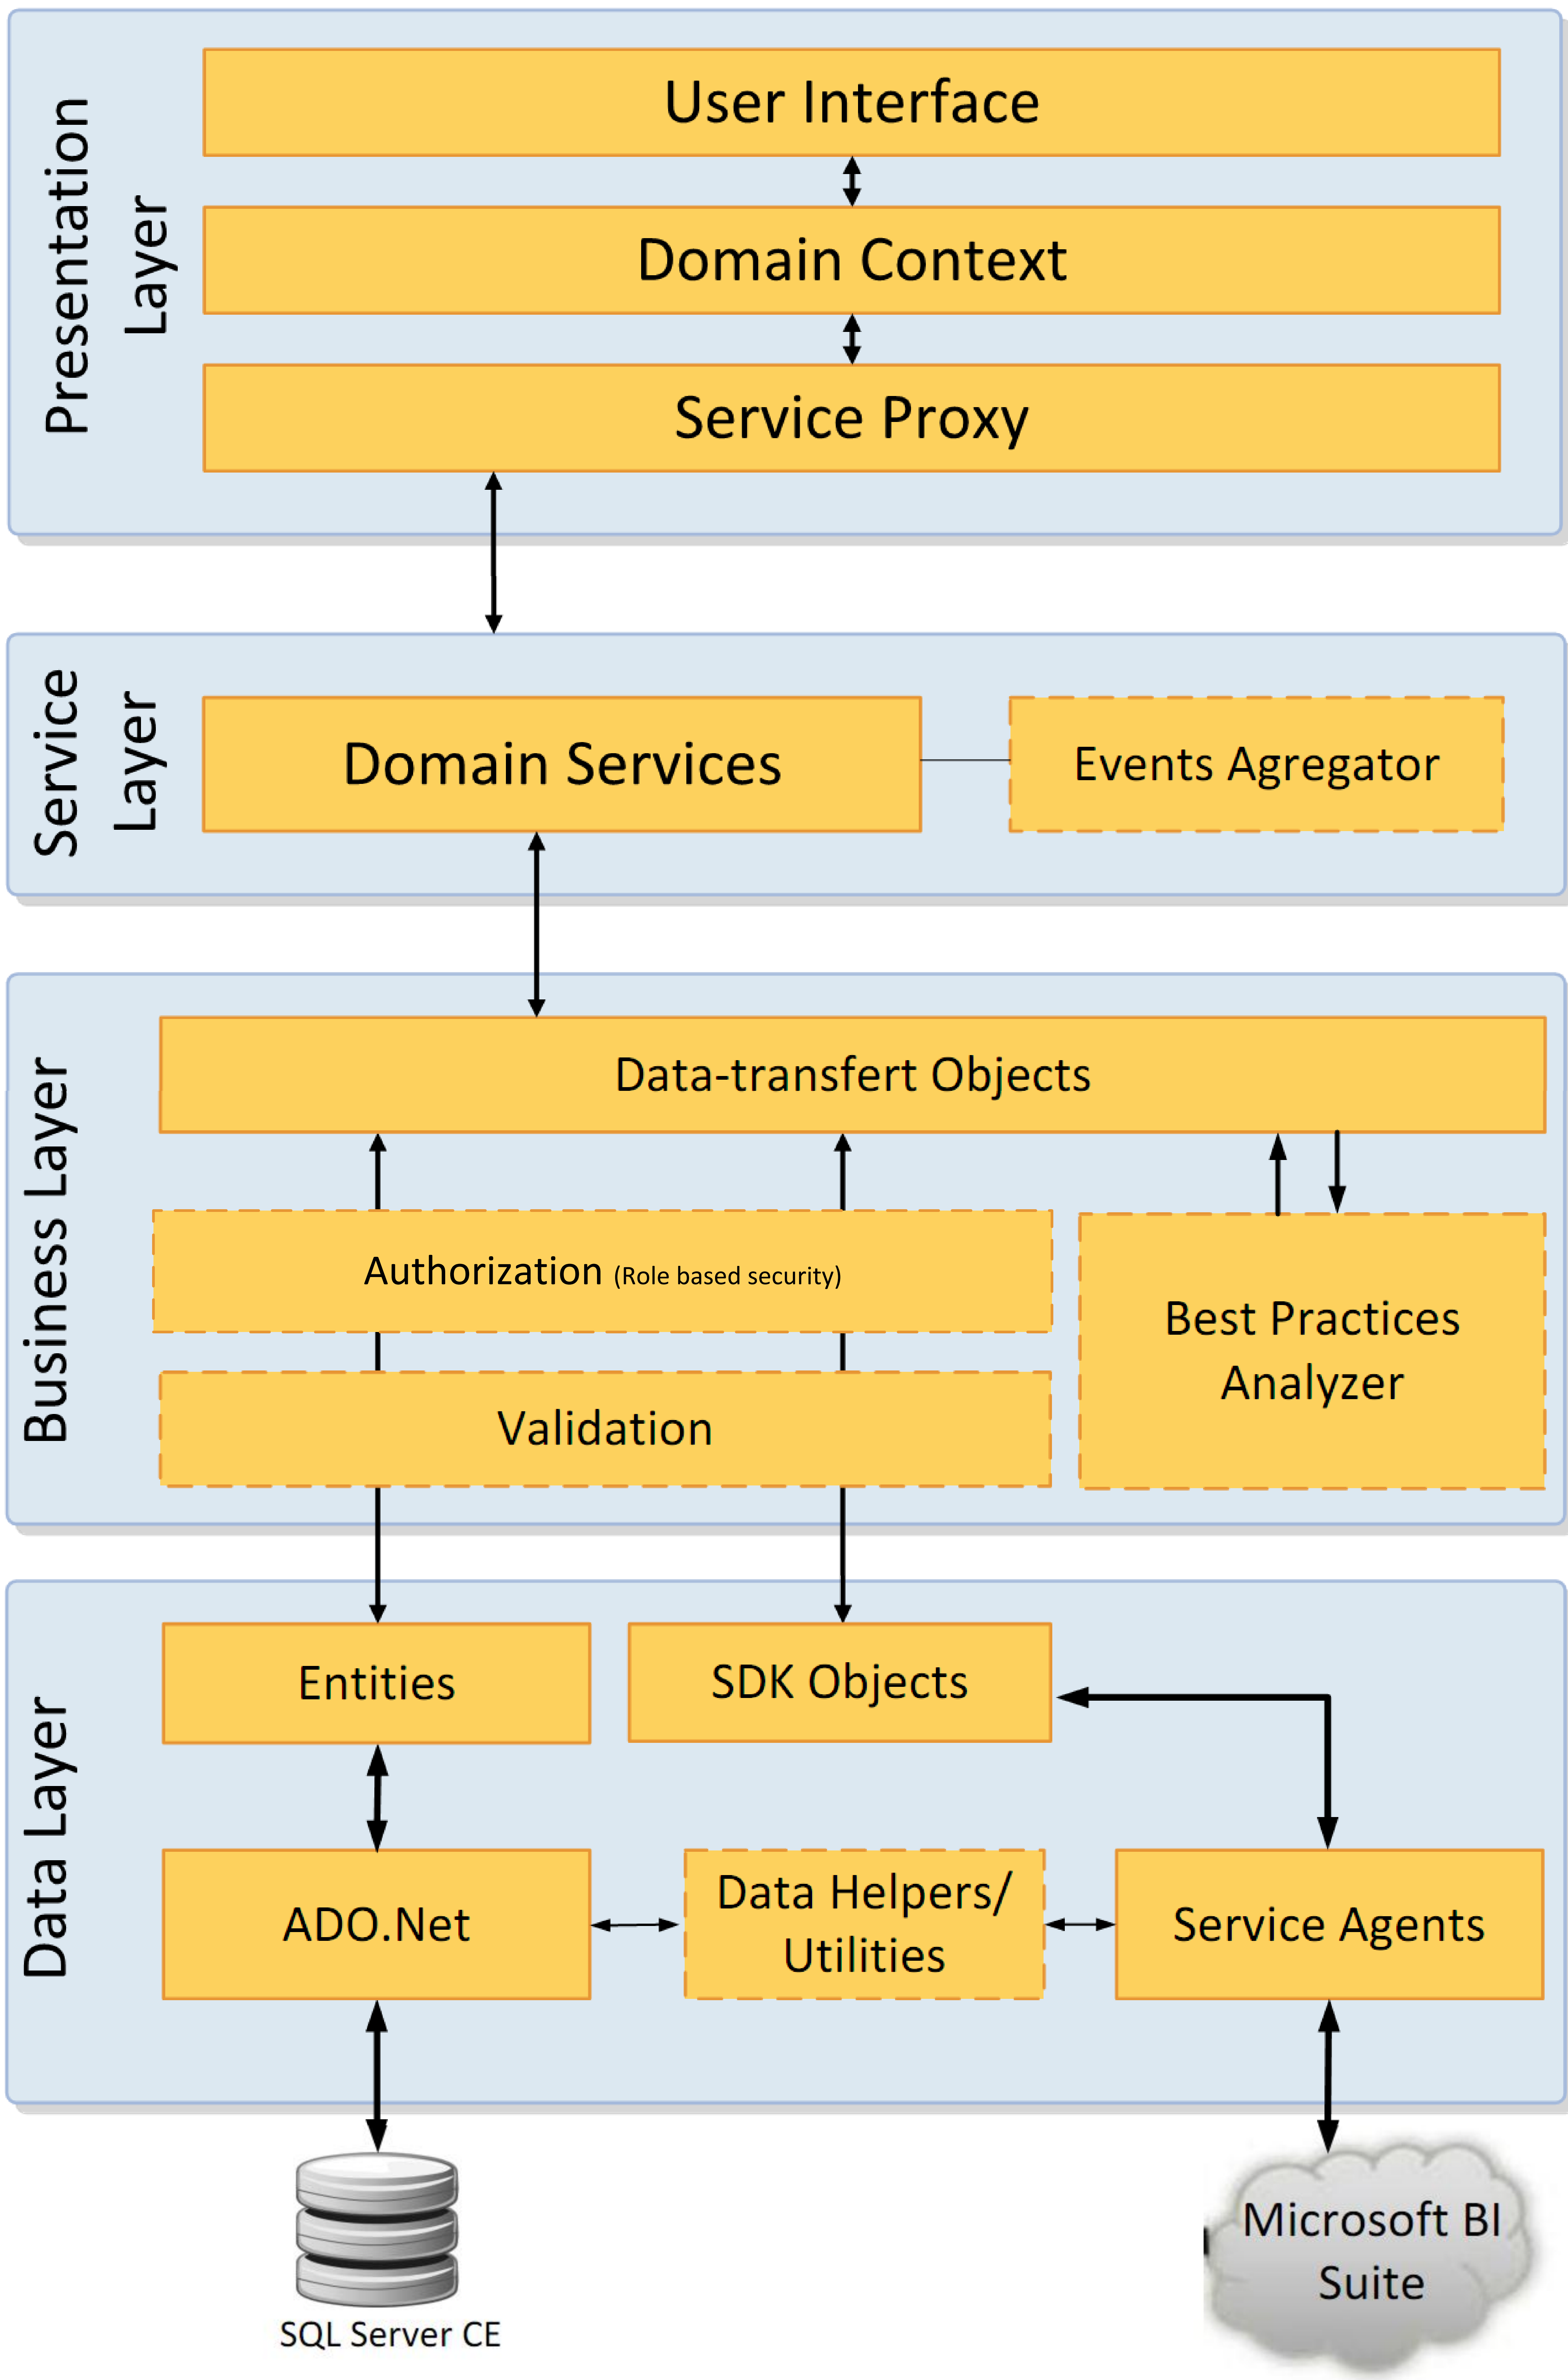 Presentation
Layer
User Interface
Domain Context
Service Proxy
Service
Layer
Domain Services
Events Agregator
Business Layer
Data-transfert Objects
Authorization (Role based security)
Validation
Best Practices
Analyzer
Data Layer
Entities
SDK Objects
ADO.Net
Data Helpers/
Utilities
Service Agents
SQL Server CE
Microsoft BI
Suite